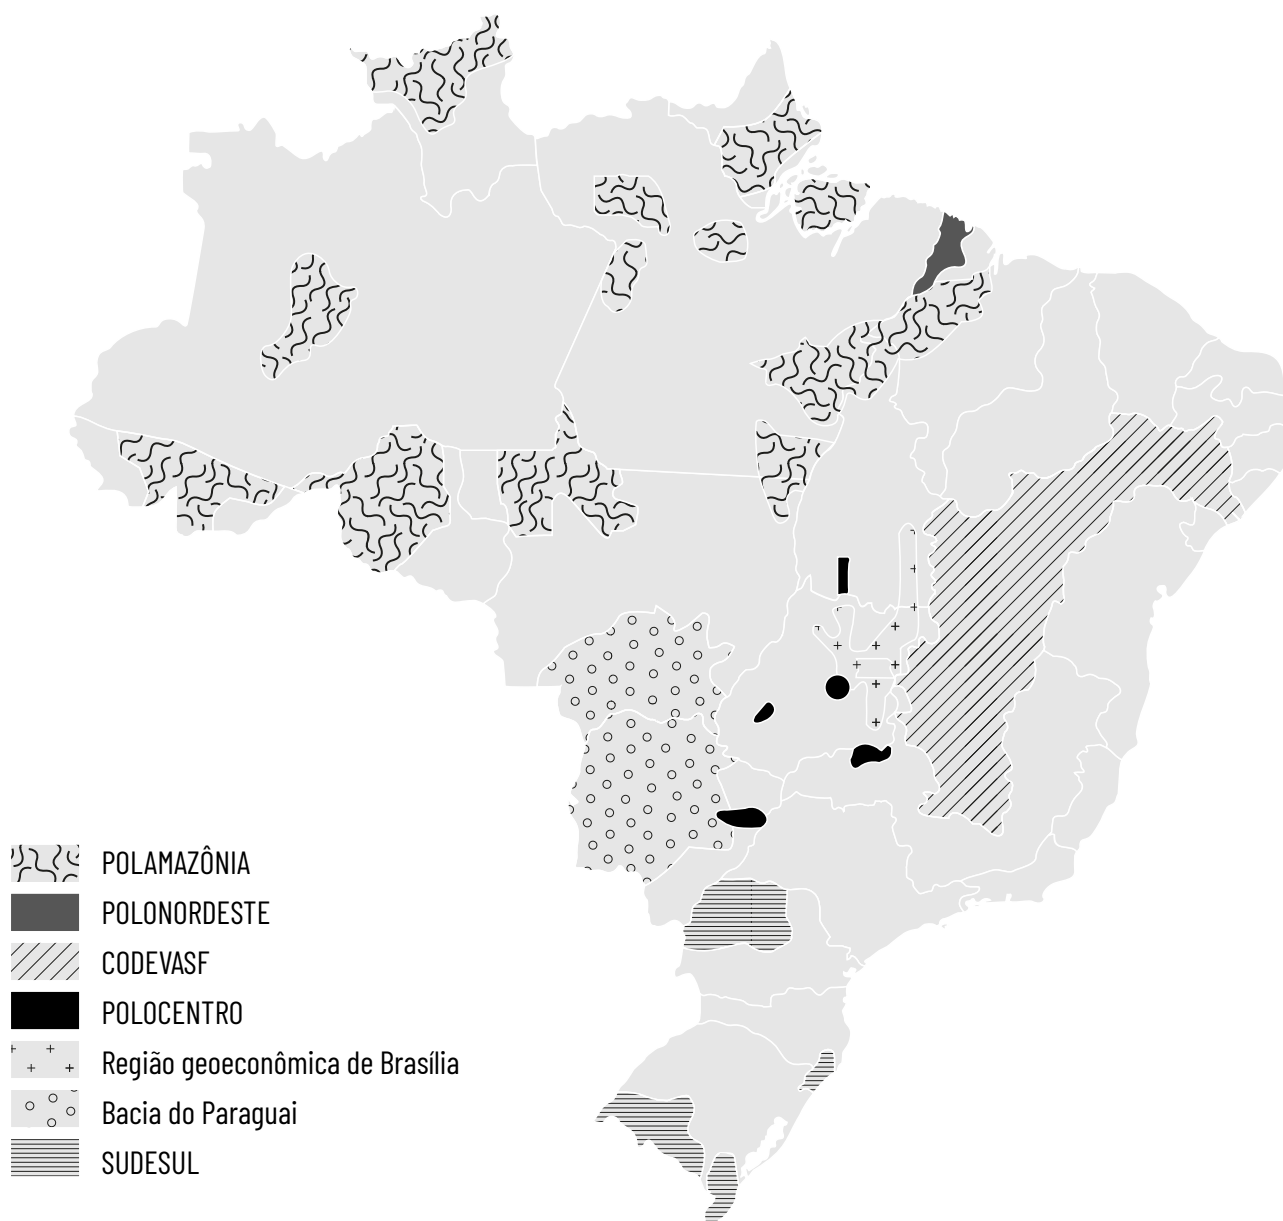 POLAMAZÔNIA
POLONORDESTE
CODEVASF
POLOCENTRO
Região geoeconômica de Brasília
Bacia do Paraguai
SUDESUL